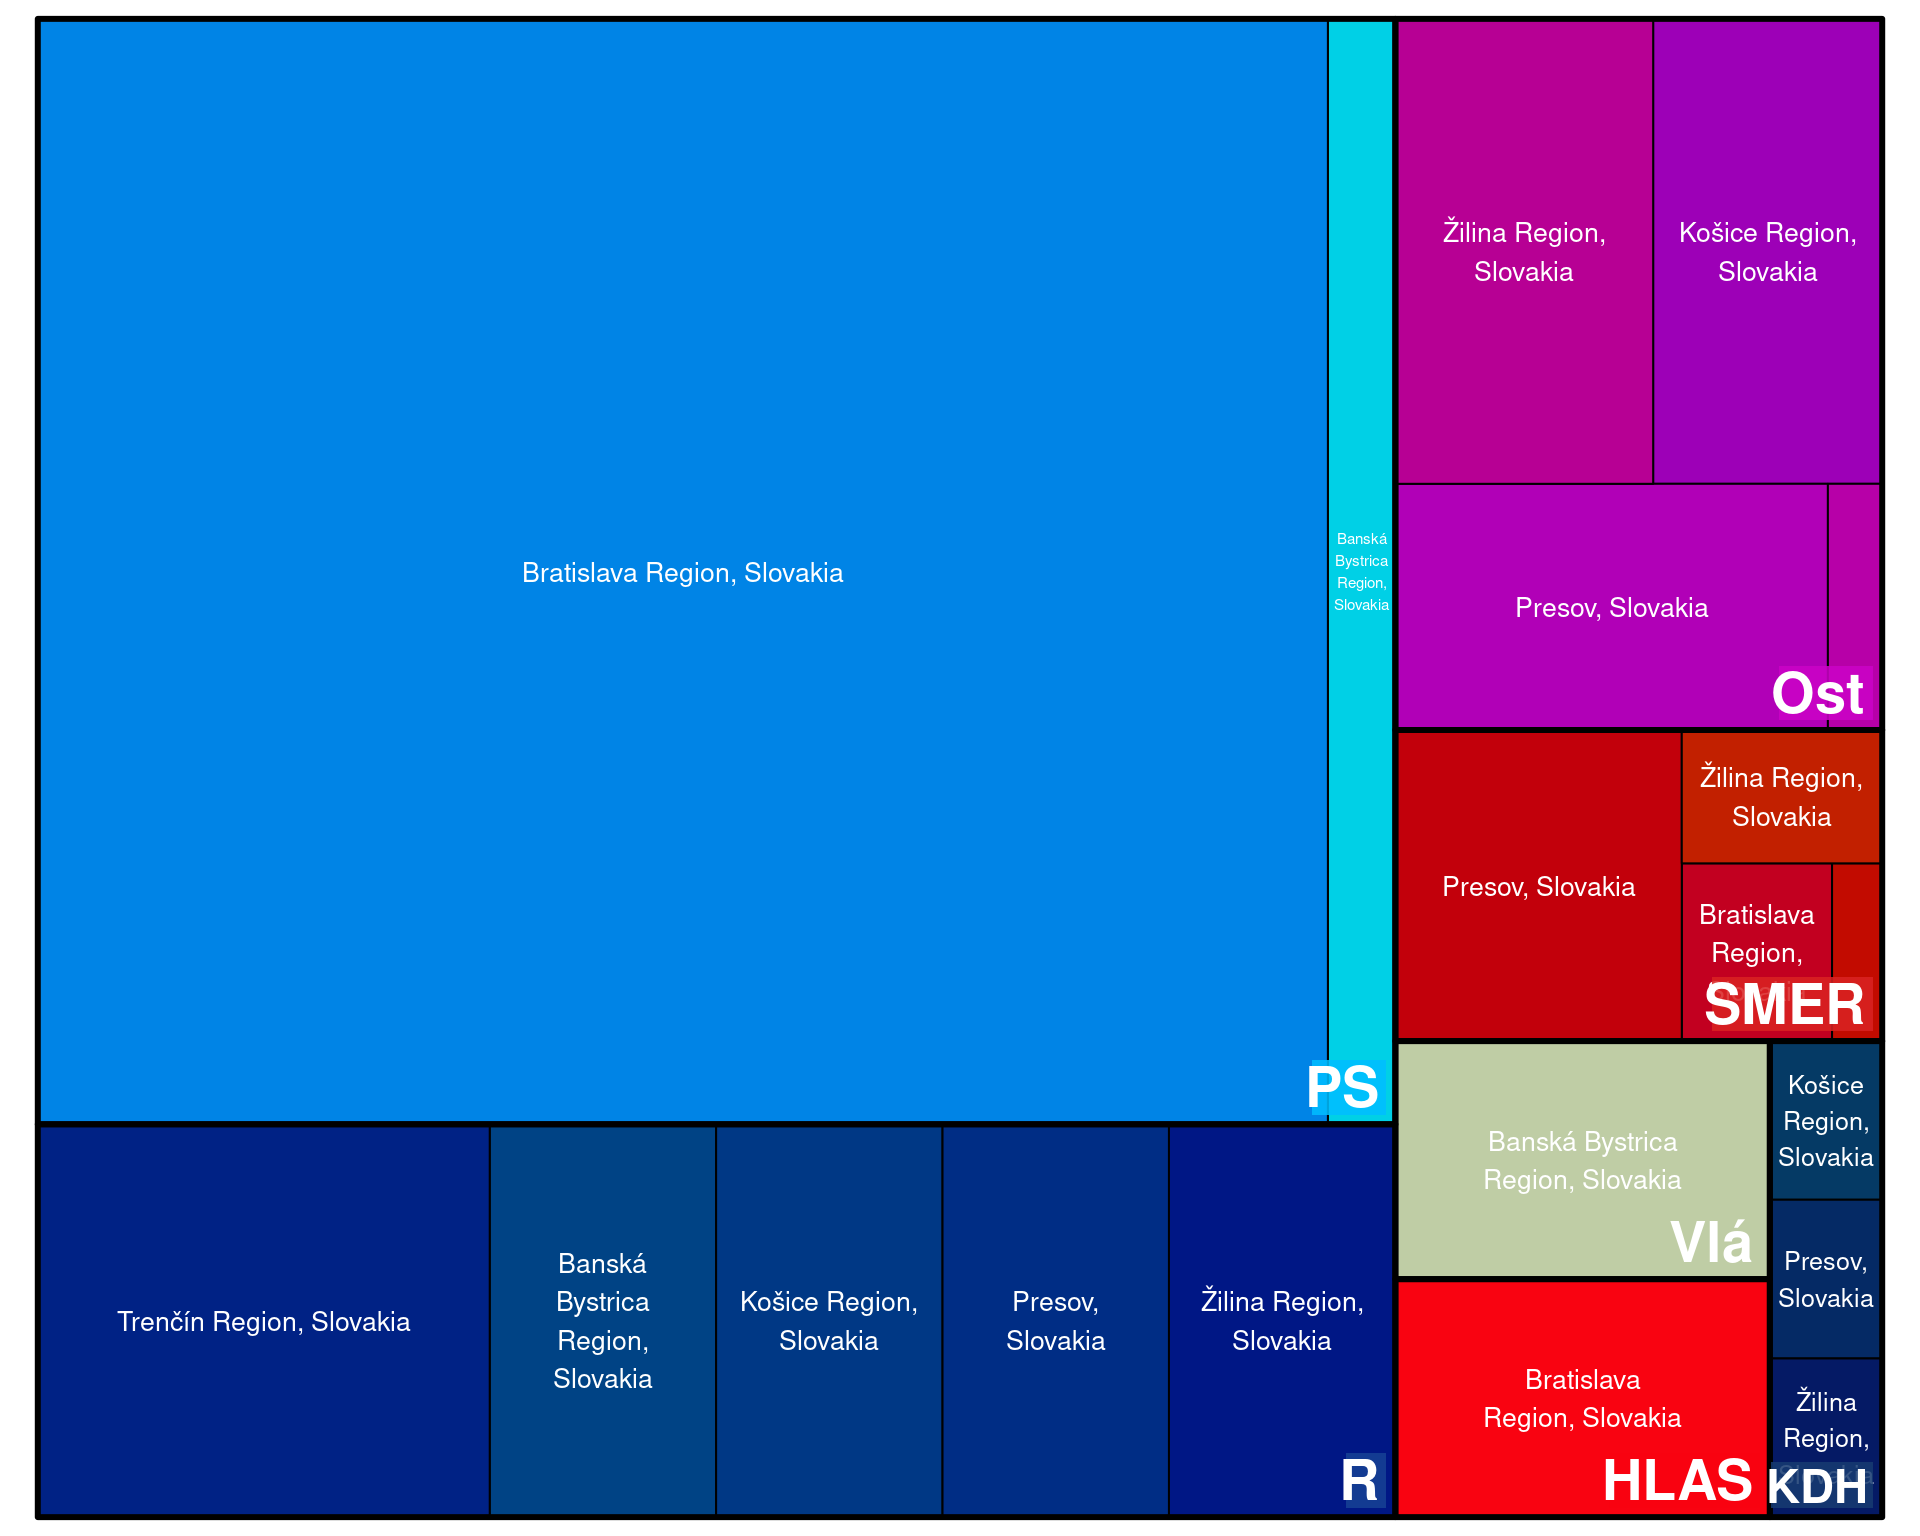 Bratislava Region, Slovakia
Banská
Bystrica
Region,
Slovakia
PS
Trenčín Region, Slovakia
Banská
Bystrica
Region,
Slovakia
Košice Region,
Slovakia
Presov,
Slovakia
Žilina Region,
Slovakia
R
Žilina Region,
Slovakia
Košice Region,
Slovakia
Presov, Slovakia
Ost
Presov, Slovakia
Žilina Region,
Slovakia
Bratislava
Region,
SMER
Banská Bystrica
Region, Slovakia
Vlá
Bratislava
Region, Slovakia
HLAS
Košice
Region,
Slovakia
Presov,
Slovakia
Žilina
Region,
KDH